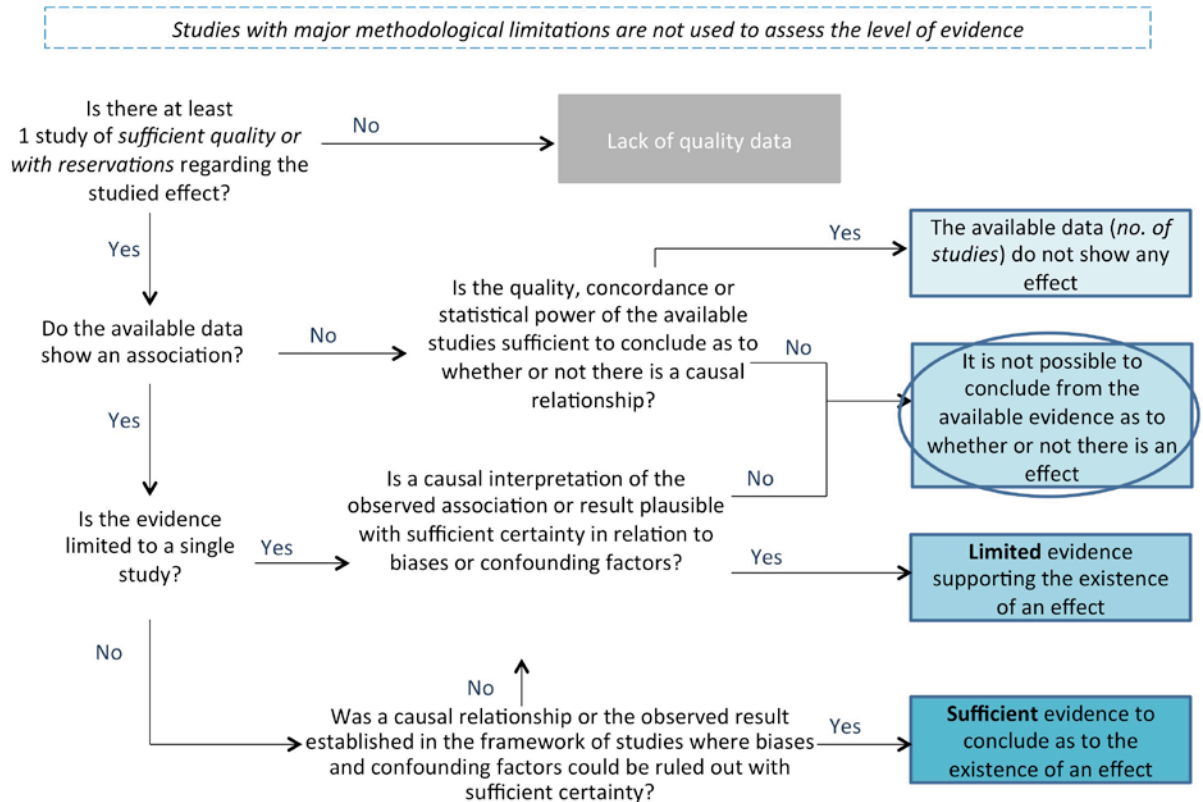 Studies with major methodological limitations are not used to assess the level of evidence
Is there at least
1 study of sufficient quality or
with reservations regarding the
studied effect?
No
Lack of quality data
Yes
Yes
The available data (no. of
studies) do not show any
effect
Do the available data
show an association?
No
Is the quality, concordance or
statistical power of the available
studies sufficient to conclude as to
whether or not there is a causal
relationship?
No
It is not possible to
conclude from the
available evidence as to
whether or not there is an
effect
Yes
Is the evidence
limited to a single
study?
Yes
Is a causal interpretation of the
observed association or result plausible
with sufficient certainty in relation to
biases or confounding factors?
No
Yes
Limited evidence
supporting the existence
of an effect
No
No
Was a causal relationship or the observed result
established in the framework of studies where biases
and confounding factors could be ruled out with
sufficient certainty?
Yes
Sufficient evidence to
conclude as to the
existence of an effect